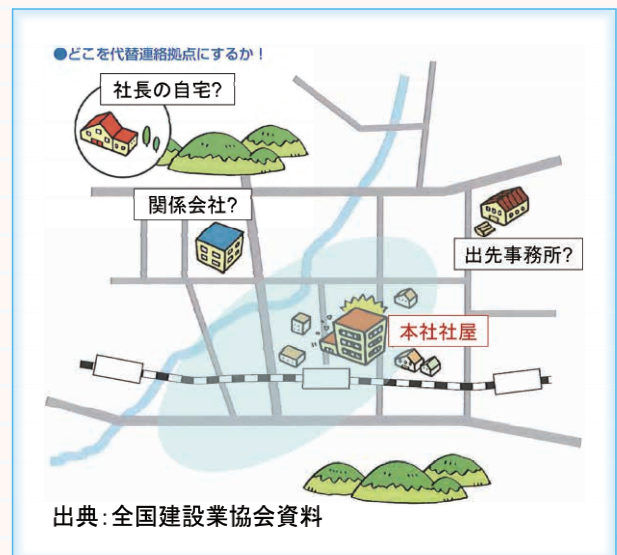 ●どこを代替連絡拠点にするか！
社長の自宅?
関係会社?
出先事務所?
本社社屋
出典:全国建設業協会資料